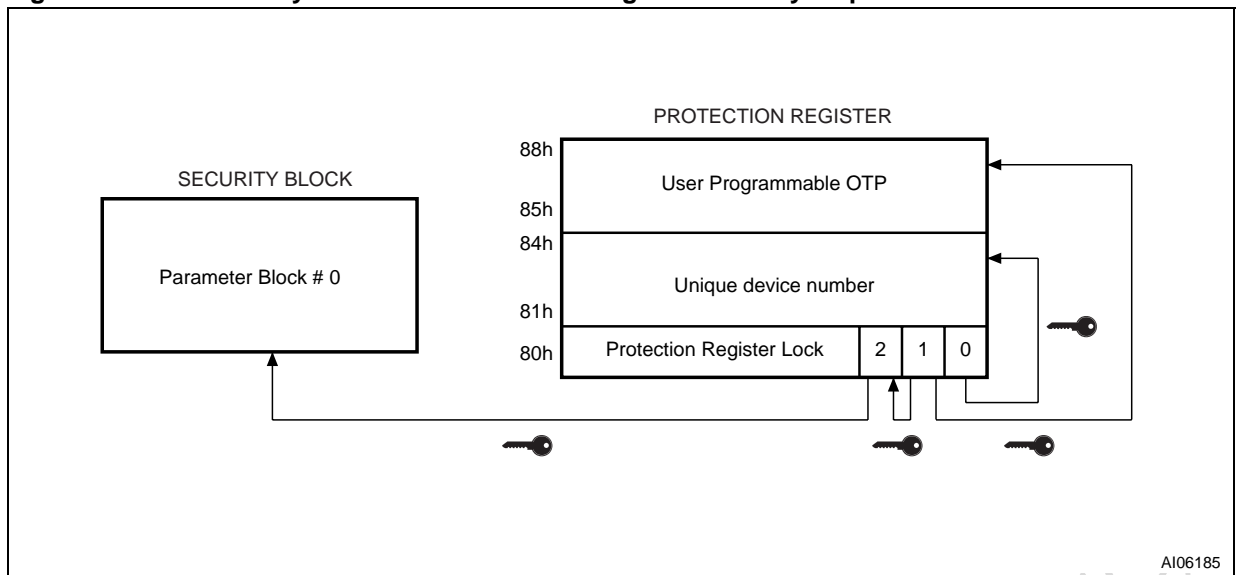 PROTECTION REGISTER
88h
User Programmable OTP
SECURITY BLOCK
85h
84h
Parameter Block # 0
Unique device number
81h
80h
Protection Register Lock 2 1 0
AI06185